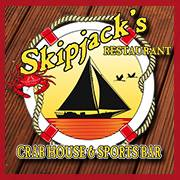 Skipjack's
RESTAURANT
CRAB HOUSE & SPORTS BAR